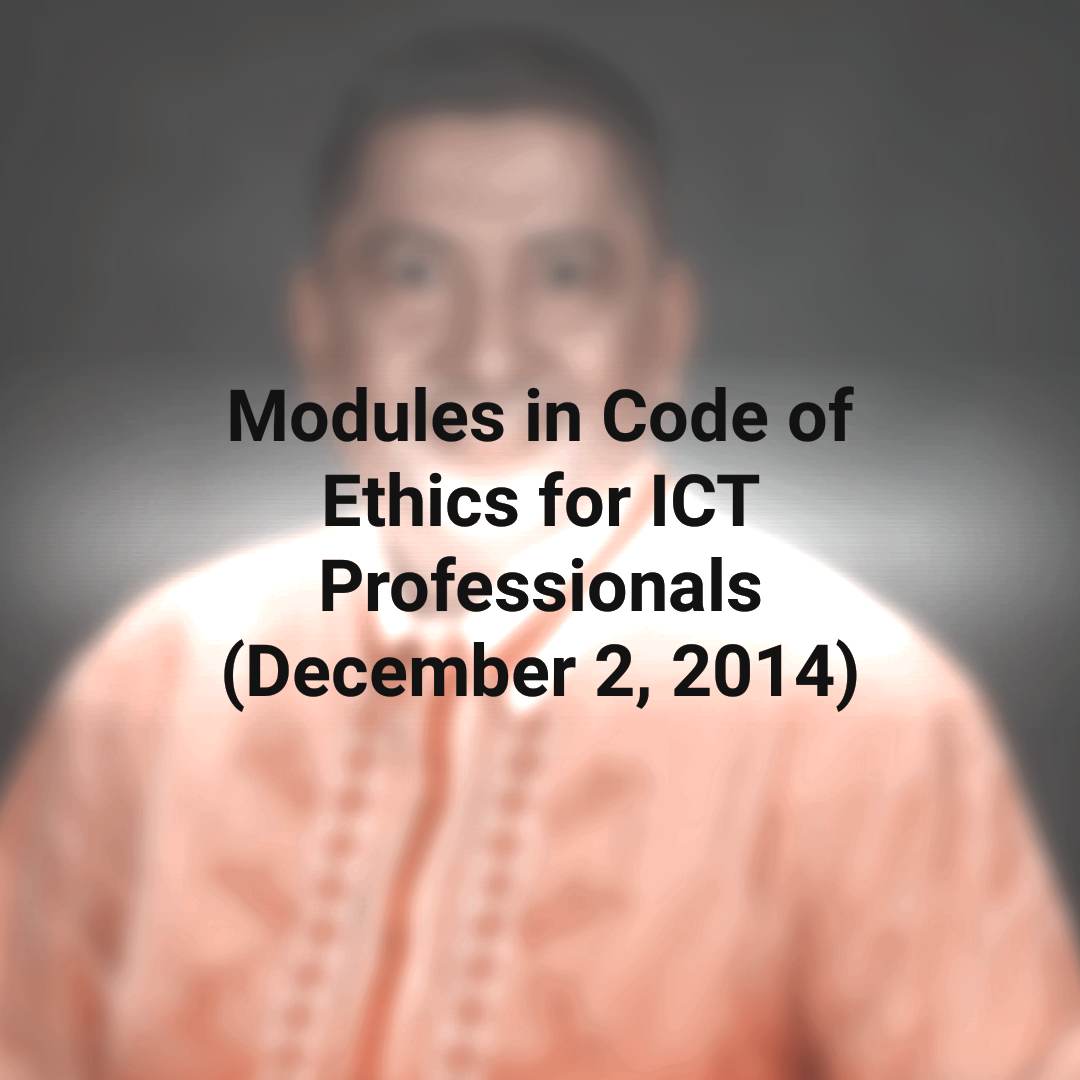 Modules in Code of
Ethics for ICT
Professionals
(December 2, 2014)